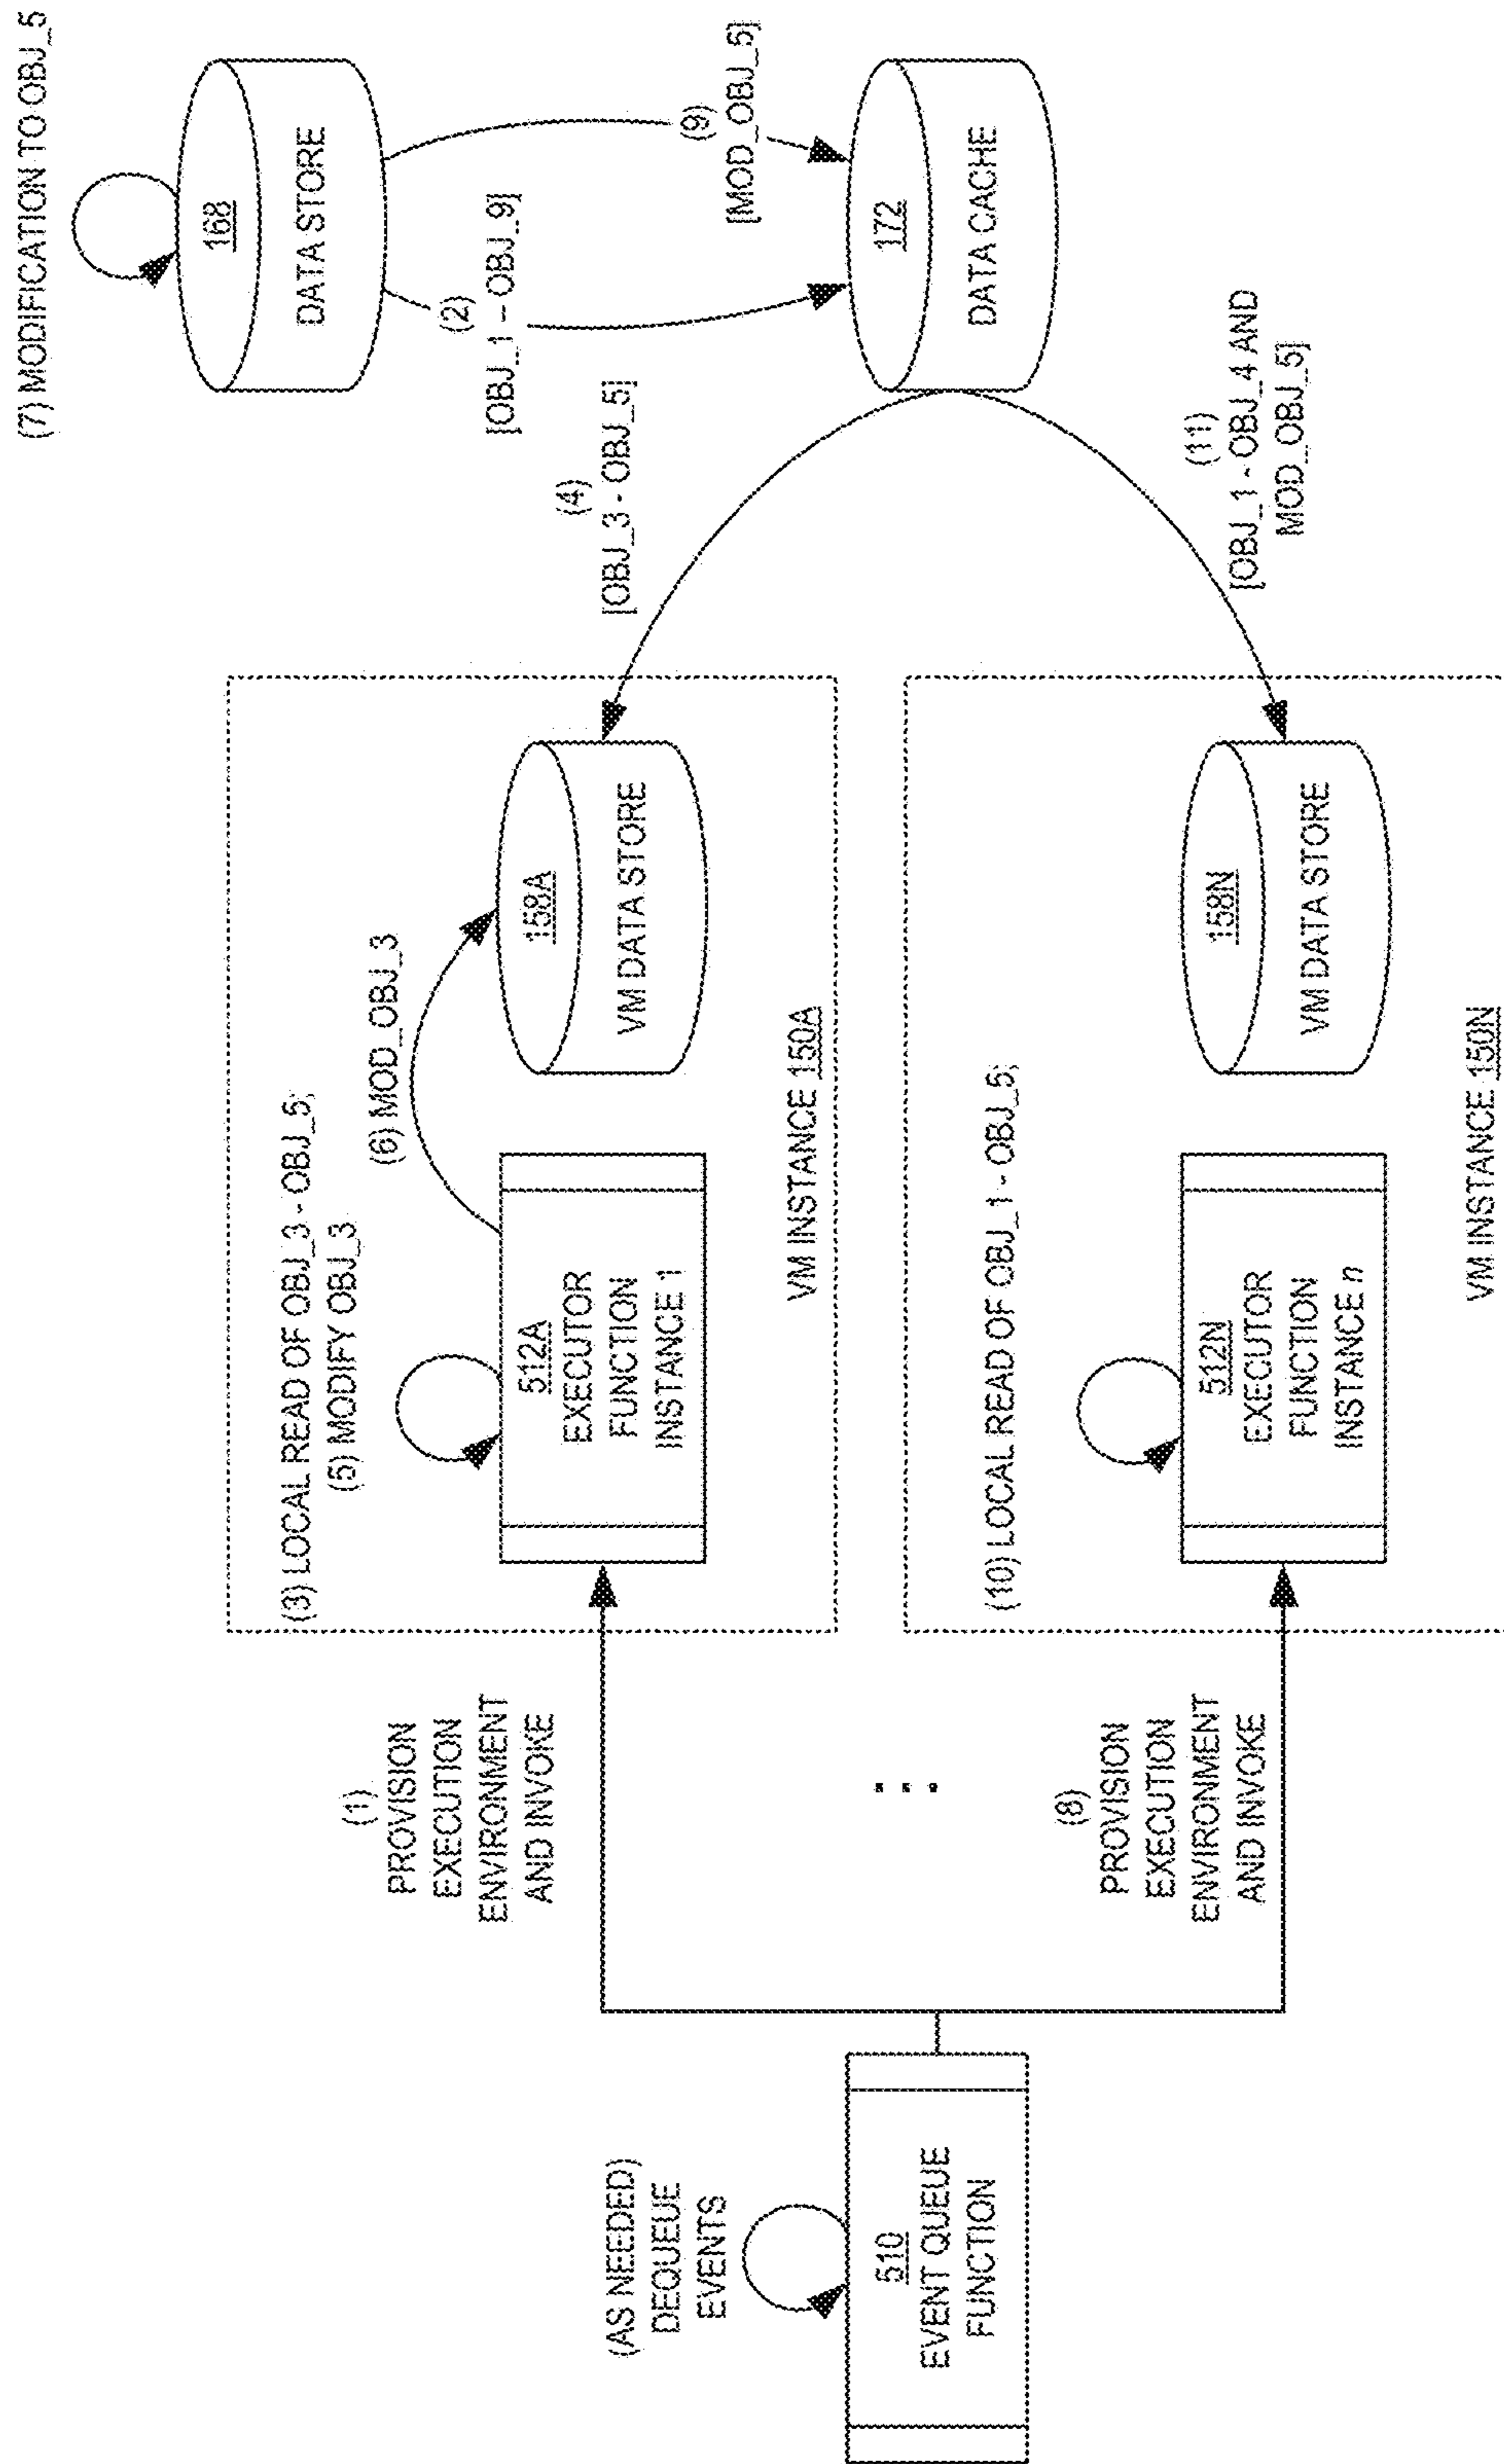 (AS NEEDED)
DEQUEUE
EVENTS
510
EVENT QUEUE
FUNCTION
(1)
PROVISION
EXECUTION
ENVIRONMENT
AND INVOKE
(8)
PROVISION
EXECUTION
ENVIRONMENT
AND INVOKE
(3) LOCAL READ OF OBJ_3 - OBJ_5;
(5) MODIFY OBJ_3
(6) MOD_OBJ_3
512A
EXECUTOR
FUNCTION
INSTANCE 1
158A
VM DATA STORE
VM INSTANCE 150A
(10) LOCAL READ OF OBJ_1 - OBJ_5;
512N
EXECUTOR
FUNCTION
INSTANCE n
158N
VM DATA STORE
VM INSTANCE 150N
(7) MODIFICATION TO OBJ_5
168
DATA STORE
(2)
[OBJ_1 – OBJ_9]
(9)
[MOD_OBJ_5]
172
DATA CACHE
(4)
[OBJ_3 - OBJ_5]
(11)
[OBJ_1 - OBJ_4 AND
MOD_OBJ_5]